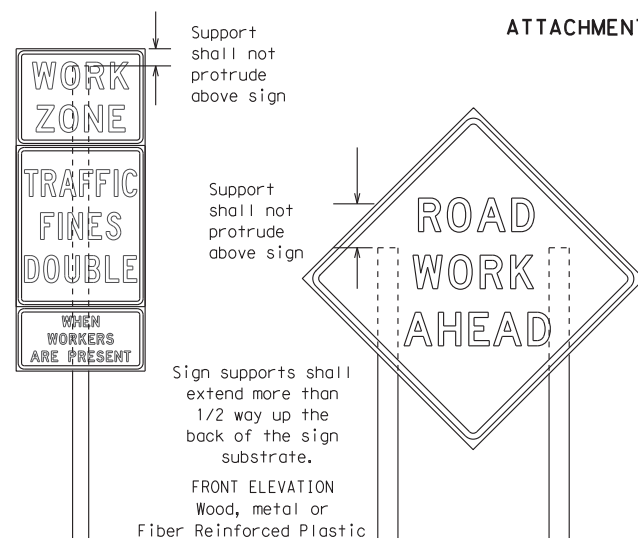 ATTACHMENT
Support
shall not
protrude
above sign
WORK
ZONE
TRAFFIC
FINES
DOUBLE
WHEN
WORKERS
ARE PRESENT
Support
shall not
protrude
above sign
ROAD
WORK
AHEAD
Sign supports shall
extend more than
1/2 way up the
back of the sign
substrate.
FRONT ELEVATION
Wood, metal or
Fiber Reinforced Plastic